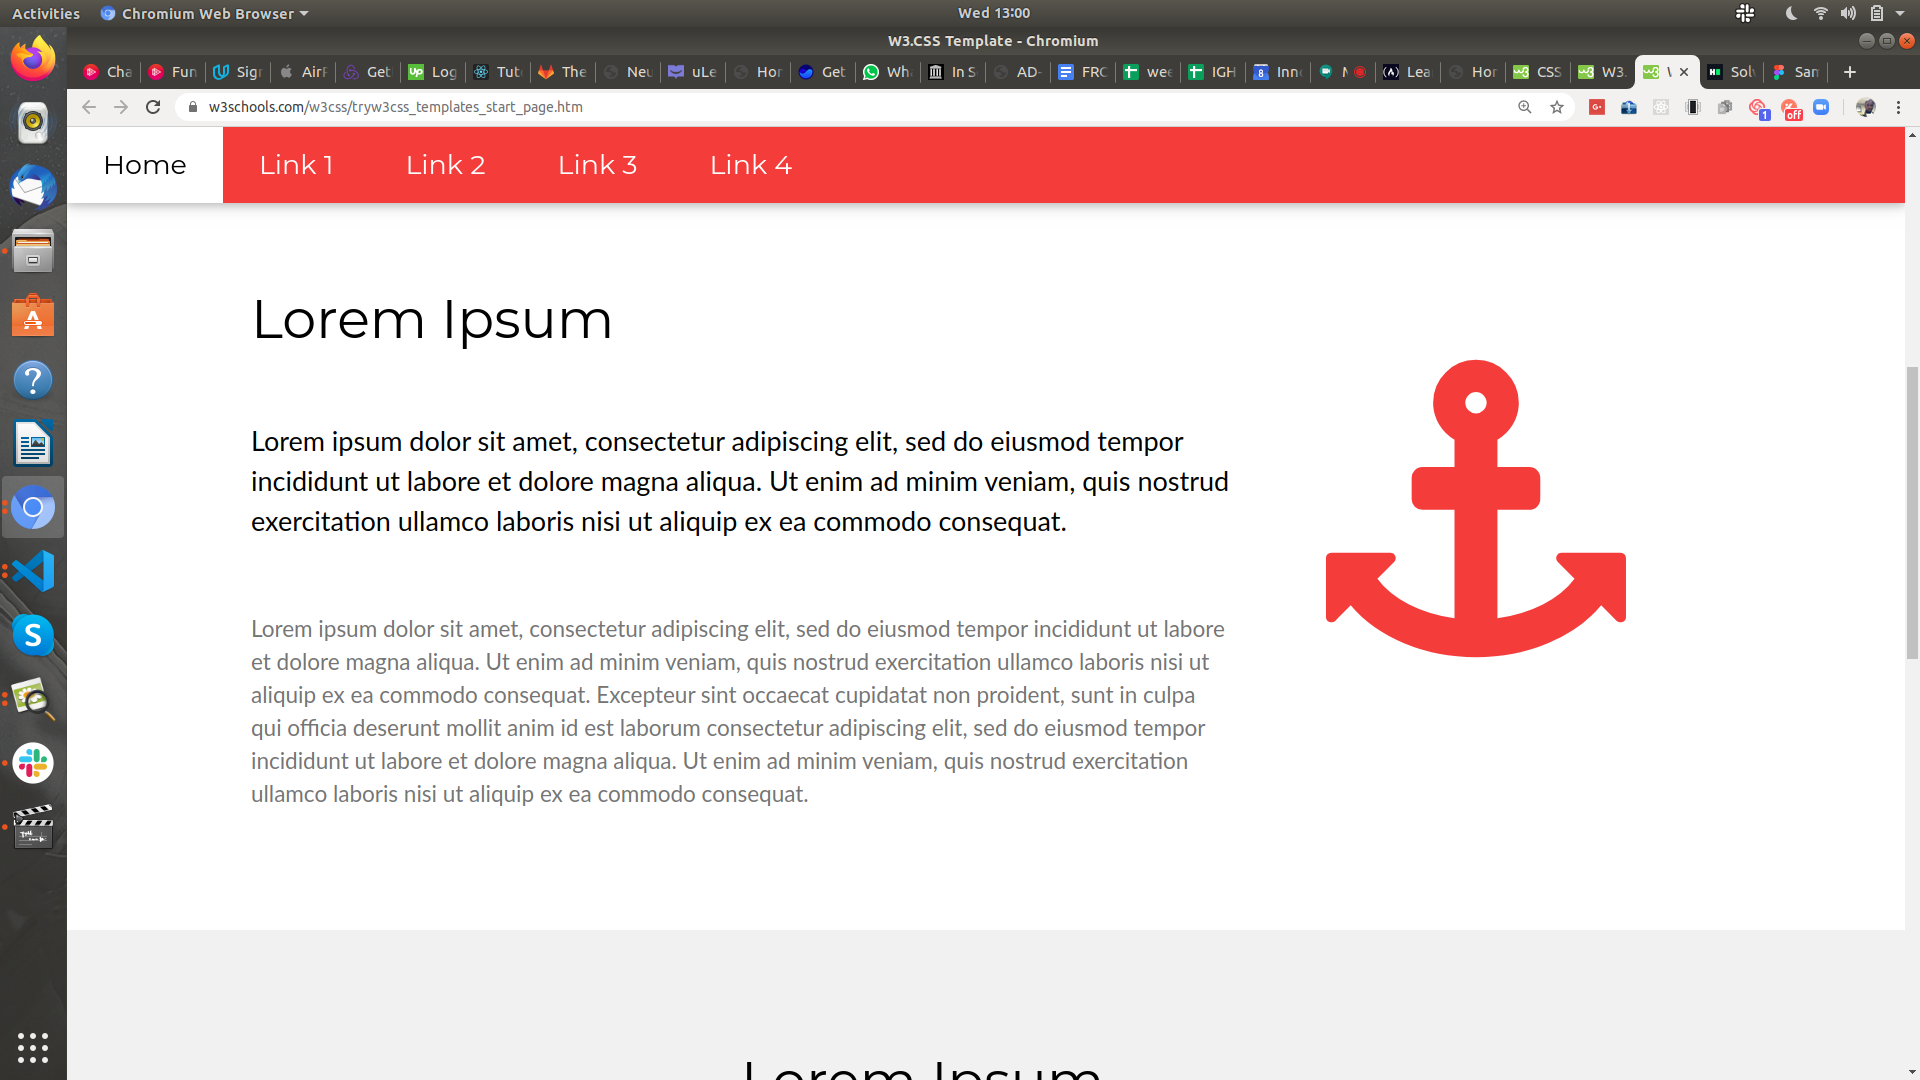 Activities
Chromium Web Browser
Wed 13:00
W3.CSS Template - Chromium
Cha
Fun
Sign
AirF
Get
Log
Tut
The
Neu
uLe
Hor
Get
Wh
In S
AD-
FRC
wee
IGH
8
Inn
Lea
Hor
CSS
W3.
Solv
Sam
w3schools.com/w3css/tryw3css_templates_start_page.htm
1
off
Home
Link 1
Link 2
Link 3
Link 4
Lorem Ipsum
Lorem ipsum dolor sit amet, consectetur adipiscing elit, sed do eiusmod tempor
incididunt ut labore et dolore magna aliqua. Ut enim ad minim veniam, quis nostrud
exercitation ullamco laboris nisi ut aliquip ex ea commodo consequat.
Lorem ipsum dolor sit amet, consectetur adipiscing elit, sed do eiusmod tempor incididunt ut labore
et dolore magna aliqua. Ut enim ad minim veniam, quis nostrud exercitation ullamco laboris nisi ut
aliquip ex ea commodo consequat. Excepteur sint occaecat cupidatat non proident, sunt in culpa
qui officia deserunt mollit anim id est laborum consectetur adipiscing elit, sed do eiusmod tempor
incididunt ut labore et dolore magna aliqua. Ut enim ad minim veniam, quis nostrud exercitation
ullamco laboris nisi ut aliquip ex ea commodo consequat.
Lorem Ipsum